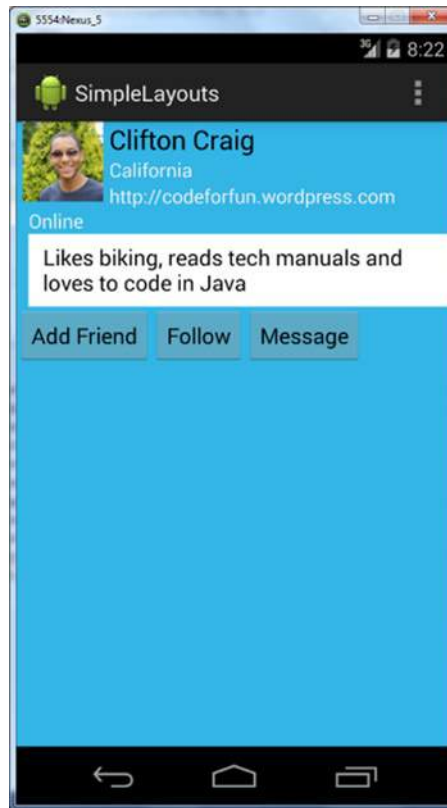 5554:Nexus_5
3G 8:22
SimpleLayouts
Clifton Craig
California
http://codeforfun.wordpress.com
Online
Likes biking, reads tech manuals and
loves to code in Java
Add Friend Follow Message